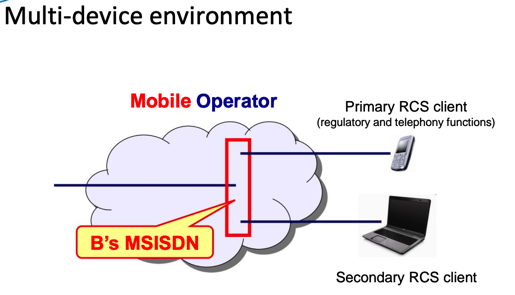 Multi-device environment
Mobile Operator
Primary RCS client
(regulatory and telephony functions)
B's MSISDN
Secondary RCS client